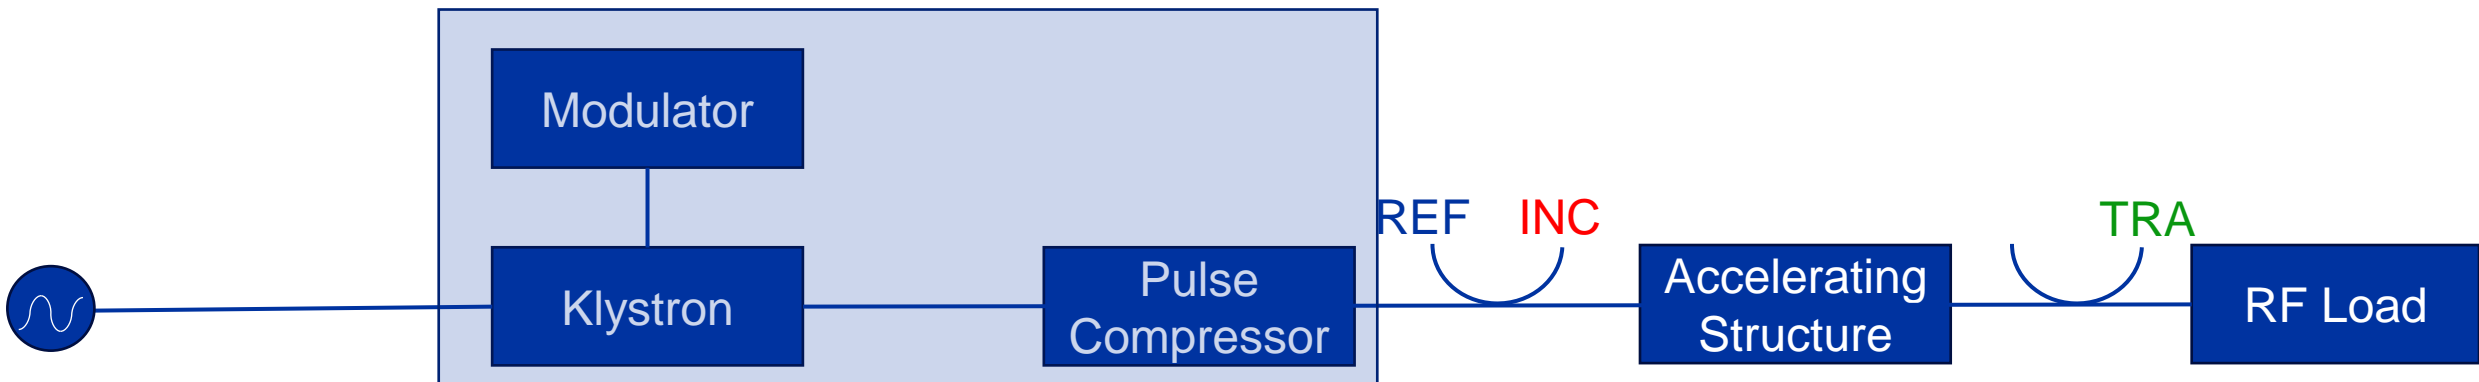 Modulator
REF
INC
TRA
Klystron
Pulse
Compressor
Accelerating
Structure
RF Load